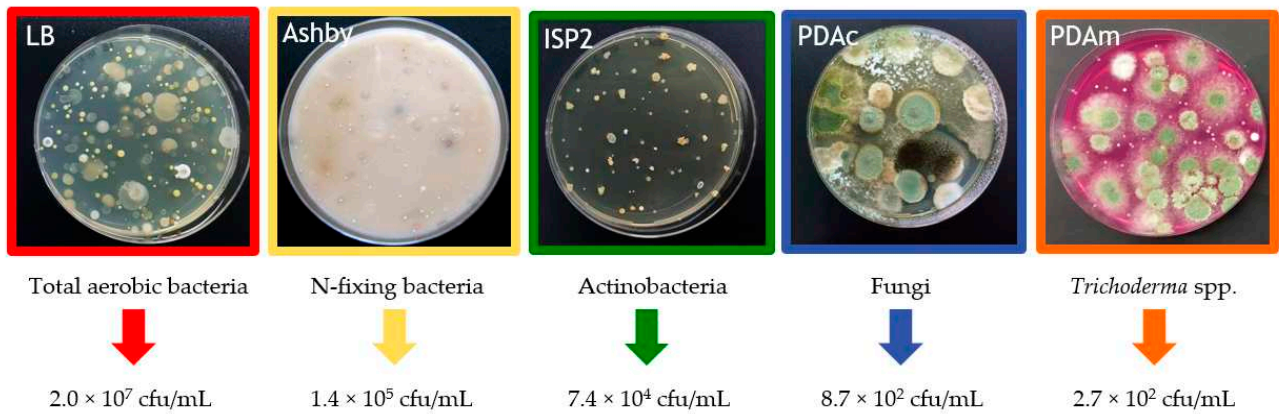 LB Ashby ISP2 PDAc PDAm
Total aerobic bacteria N-fixing bacteria Actinobacteria Fungi Trichoderma spp.
2.0 × 10⁷ cfu/mL 1.4 × 10⁵ cfu/mL 7.4 × 10⁴ cfu/mL 8.7 × 10² cfu/mL 2.7 × 10² cfu/mL